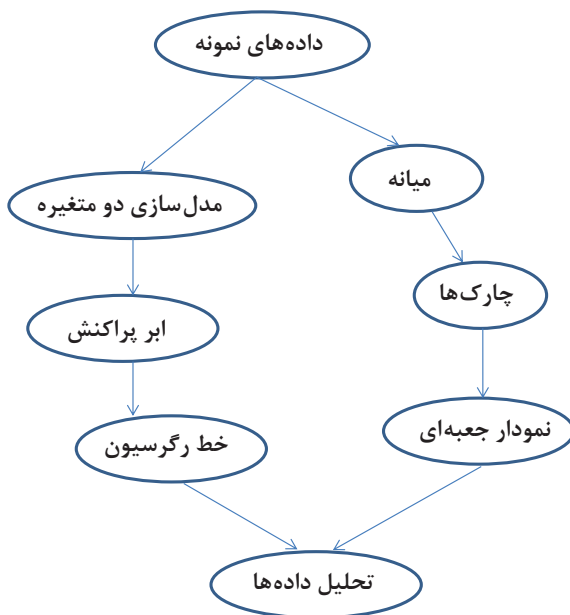 داده‌های نمونه
میانه
مدل‌سازی دو متغیره
چارک‌ها
ابر پراکنش
نمودار جعبه‌ای
خط رگرسیون
تحلیل داده‌ها